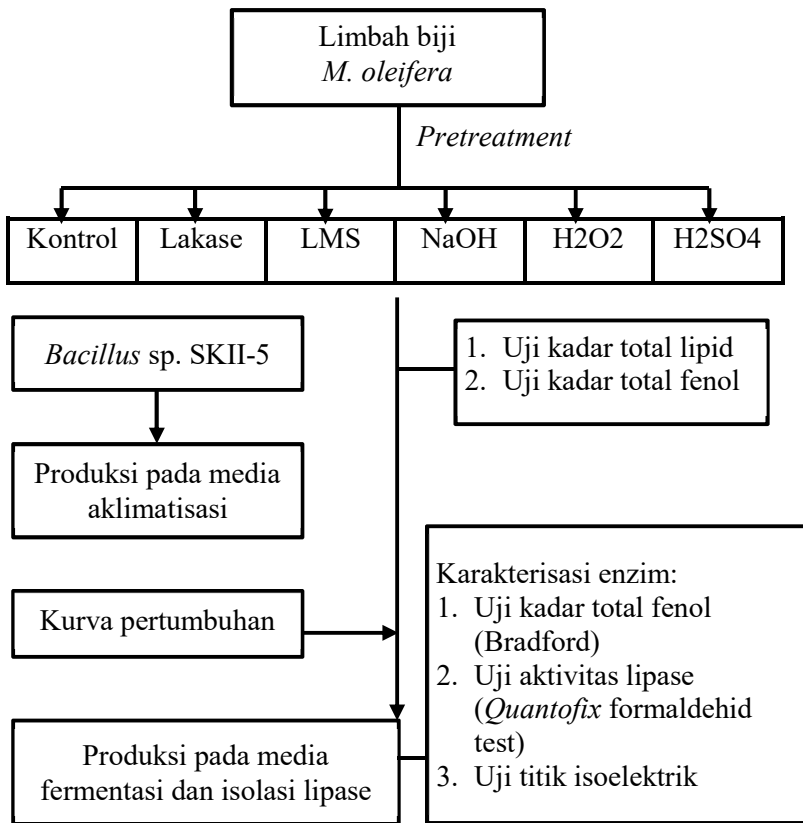 Limbah biji
M. oleifera
Pretreatment
Kontrol Lakase LMS NaOH H2O2 H2SO4
Bacillus sp. SKII-5
1. Uji kadar total lipid
2. Uji kadar total fenol
Produksi pada media
aklimatisasi
Kurva pertumbuhan
Karakterisasi enzim:
1. Uji kadar total fenol
(Bradford)
2. Uji aktivitas lipase
(Quantofix formaldehid
test)
3. Uji titik isoelektrik
Produksi pada media
fermentasi dan isolasi lipase